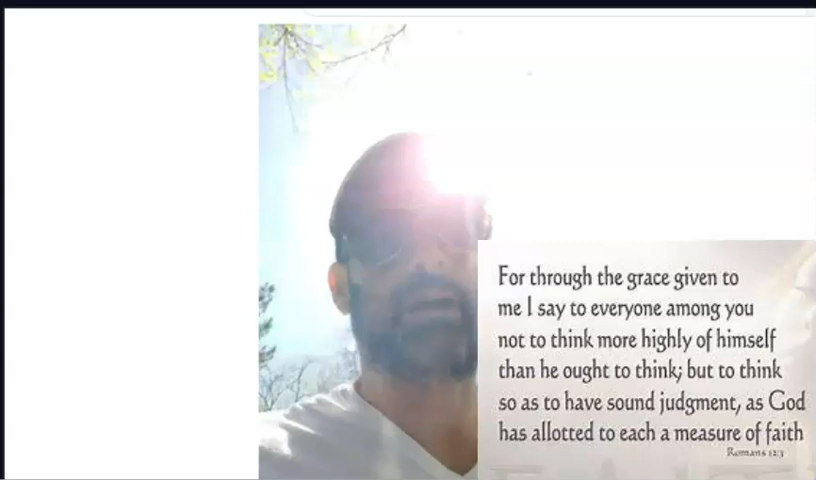 For through the grace given to
me I say to everyone among you
not to think more highly of himself
than he ought to think; but to think
so as to have sound judgment, as God
has allotted to each a measure of faith
Romans 12:3